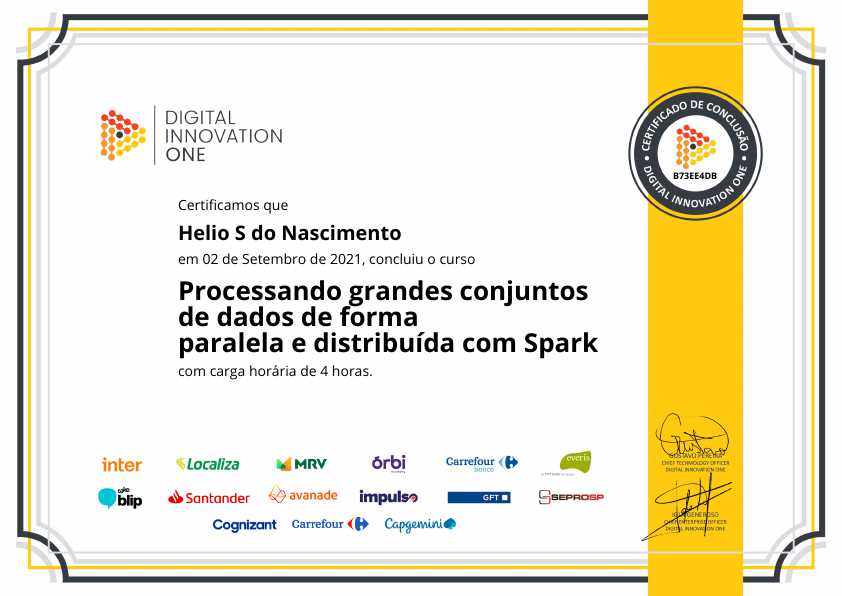 DIGITAL
INNOVATION
ONE
CERTIFICADO DE CONCLUSÃO
B73EE4DB
DIGITAL INNOVATION ONE
Certificamos que
Helio S do Nascimento
em 02 de Setembro de 2021, concluiu o curso
Processando grandes conjuntos
de dados de forma
paralela e distribuída com Spark
com carga horária de 4 horas.
inter
Localiza
MRV
órbi
Carrefour
banco
everis
take
blip
Santander
avanade
impulso
GFT
SEPROSP
Cognizant
Carrefour
Capgemini
GUSTAVO PEREIRA
CHIEF TECHNOLOGY OFFICER
DIGITAL INNOVATION ONE
GENEROSO
CHIEF ENTERPRISE OFFICER
DIGITAL INNOVATION ONE